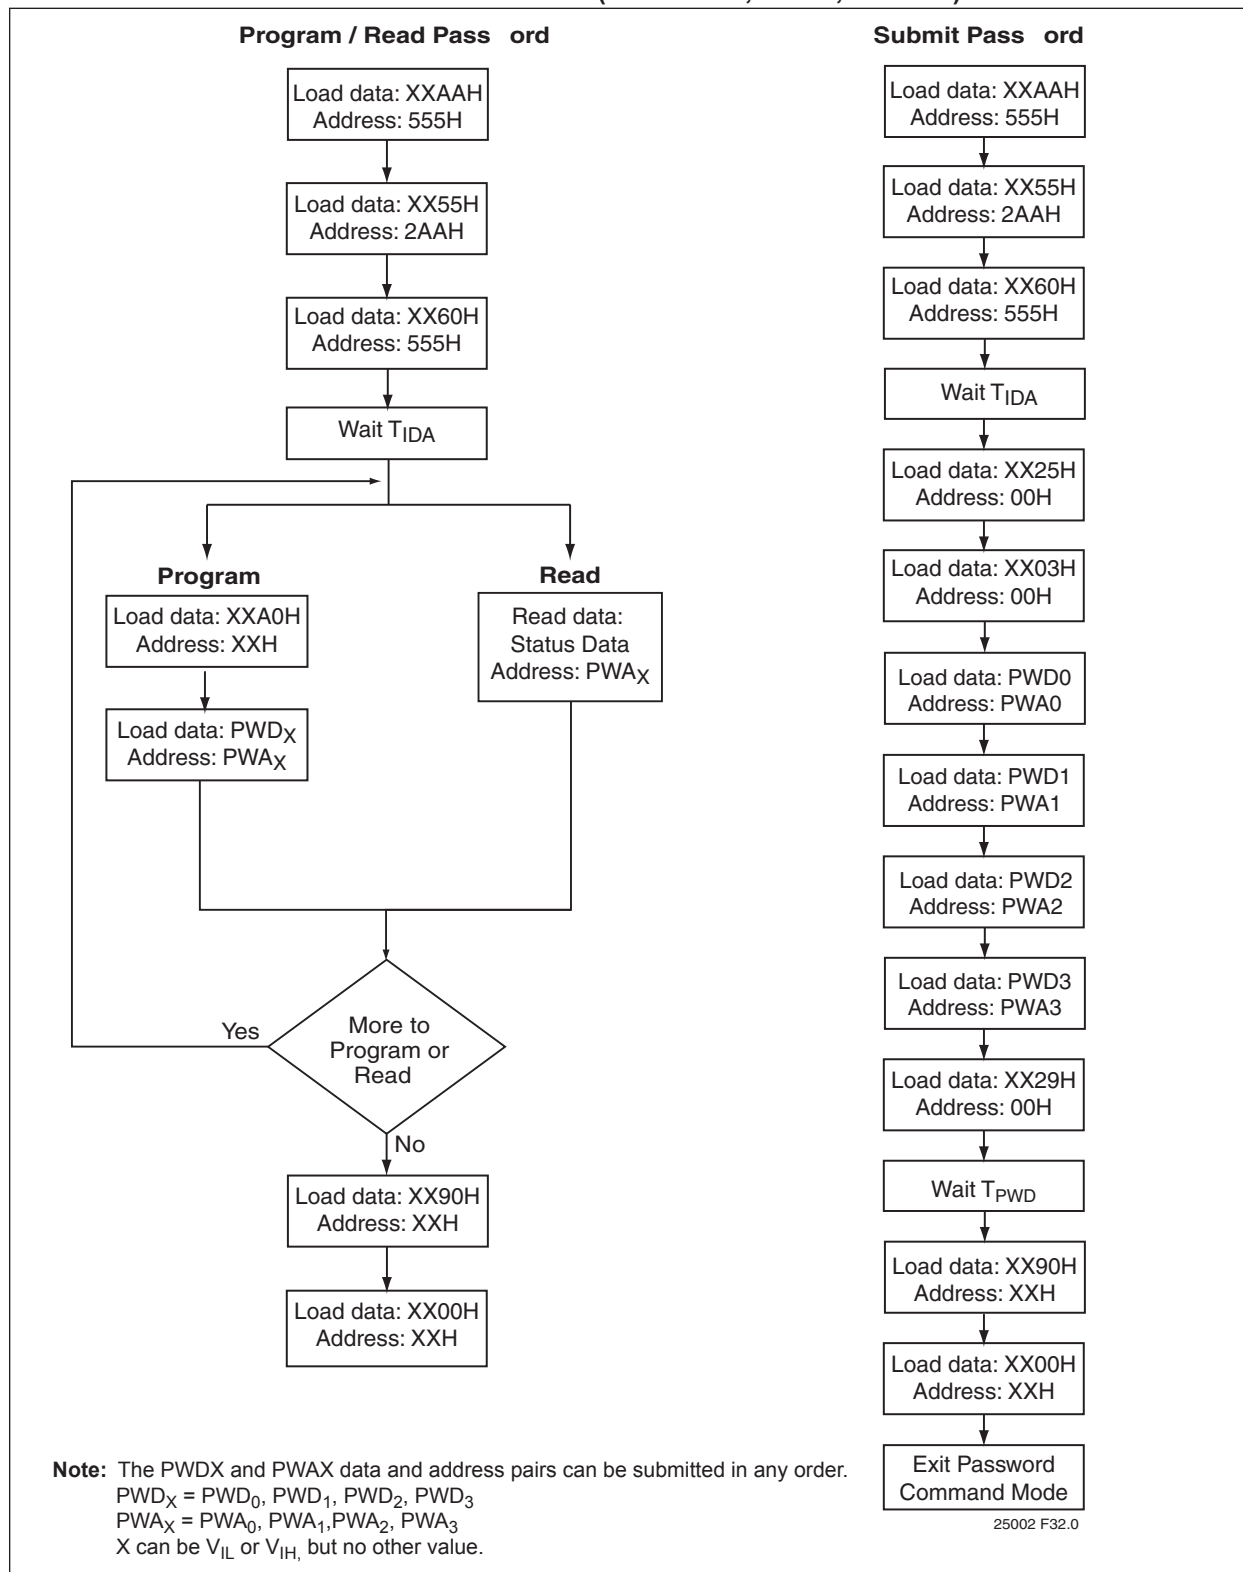 Program / Read Pass ord
Load data: XXAAH
Address: 555H
Load data: XX55H
Address: 2AAH
Load data: XX60H
Address: 555H
Wait TIDA
Program
Load data: XXA0H
Address: XXH
Load data: PWDX
Address: PWAX
Read
Read data:
Status Data
Address: PWAX
More to
Program or
Read
Yes
No
Load data: XX90H
Address: XXH
Load data: XX00H
Address: XXH
Submit Pass ord
Load data: XXAAH
Address: 555H
Load data: XX55H
Address: 2AAH
Load data: XX60H
Address: 555H
Wait TIDA
Load data: XX25H
Address: 00H
Load data: XX03H
Address: 00H
Load data: PWD0
Address: PWA0
Load data: PWD1
Address: PWA1
Load data: PWD2
Address: PWA2
Load data: PWD3
Address: PWA3
Load data: XX29H
Address: 00H
Wait TPWD
Load data: XX90H
Address: XXH
Load data: XX00H
Address: XXH
Exit Password
Command Mode
25002 F32.0
Note: The PWDX and PWAX data and address pairs can be submitted in any order.
PWDX = PWD0, PWD1, PWD2, PWD3
PWAX = PWA0, PWA1,PWA2, PWA3
X can be VIL or VIH, but no other value.